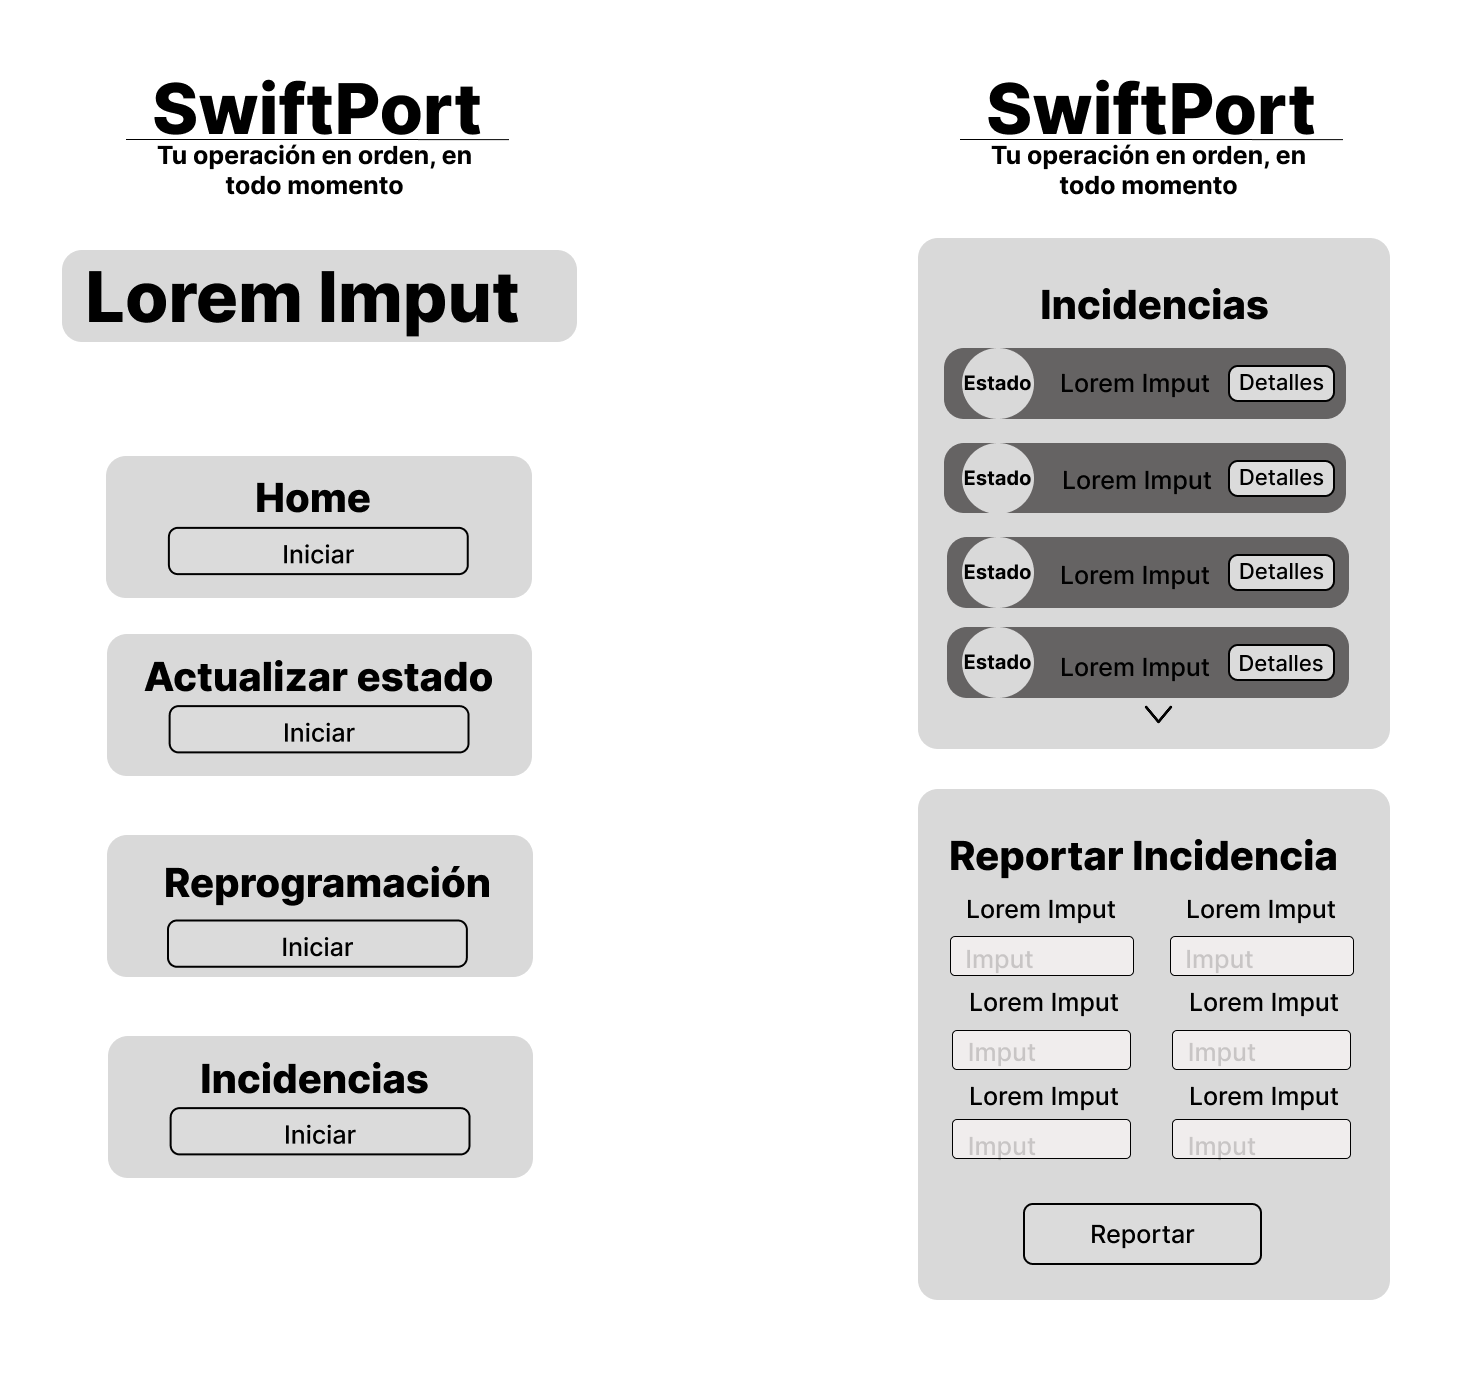 SwiftPort
Tu operación en orden, en
todo momento
Lorem Imput
Home
Iniciar
Actualizar estado
Iniciar
Reprogramación
Iniciar
Incidencias
Iniciar
SwiftPort
Tu operación en orden, en
todo momento
Incidencias
Estado Lorem Imput Detalles
Estado Lorem Imput Detalles
Estado Lorem Imput Detalles
Estado Lorem Imput Detalles
Reportar Incidencia
Lorem Imput Lorem Imput
Imput Imput
Lorem Imput Lorem Imput
Imput Imput
Lorem Imput Lorem Imput
Imput Imput
Reportar